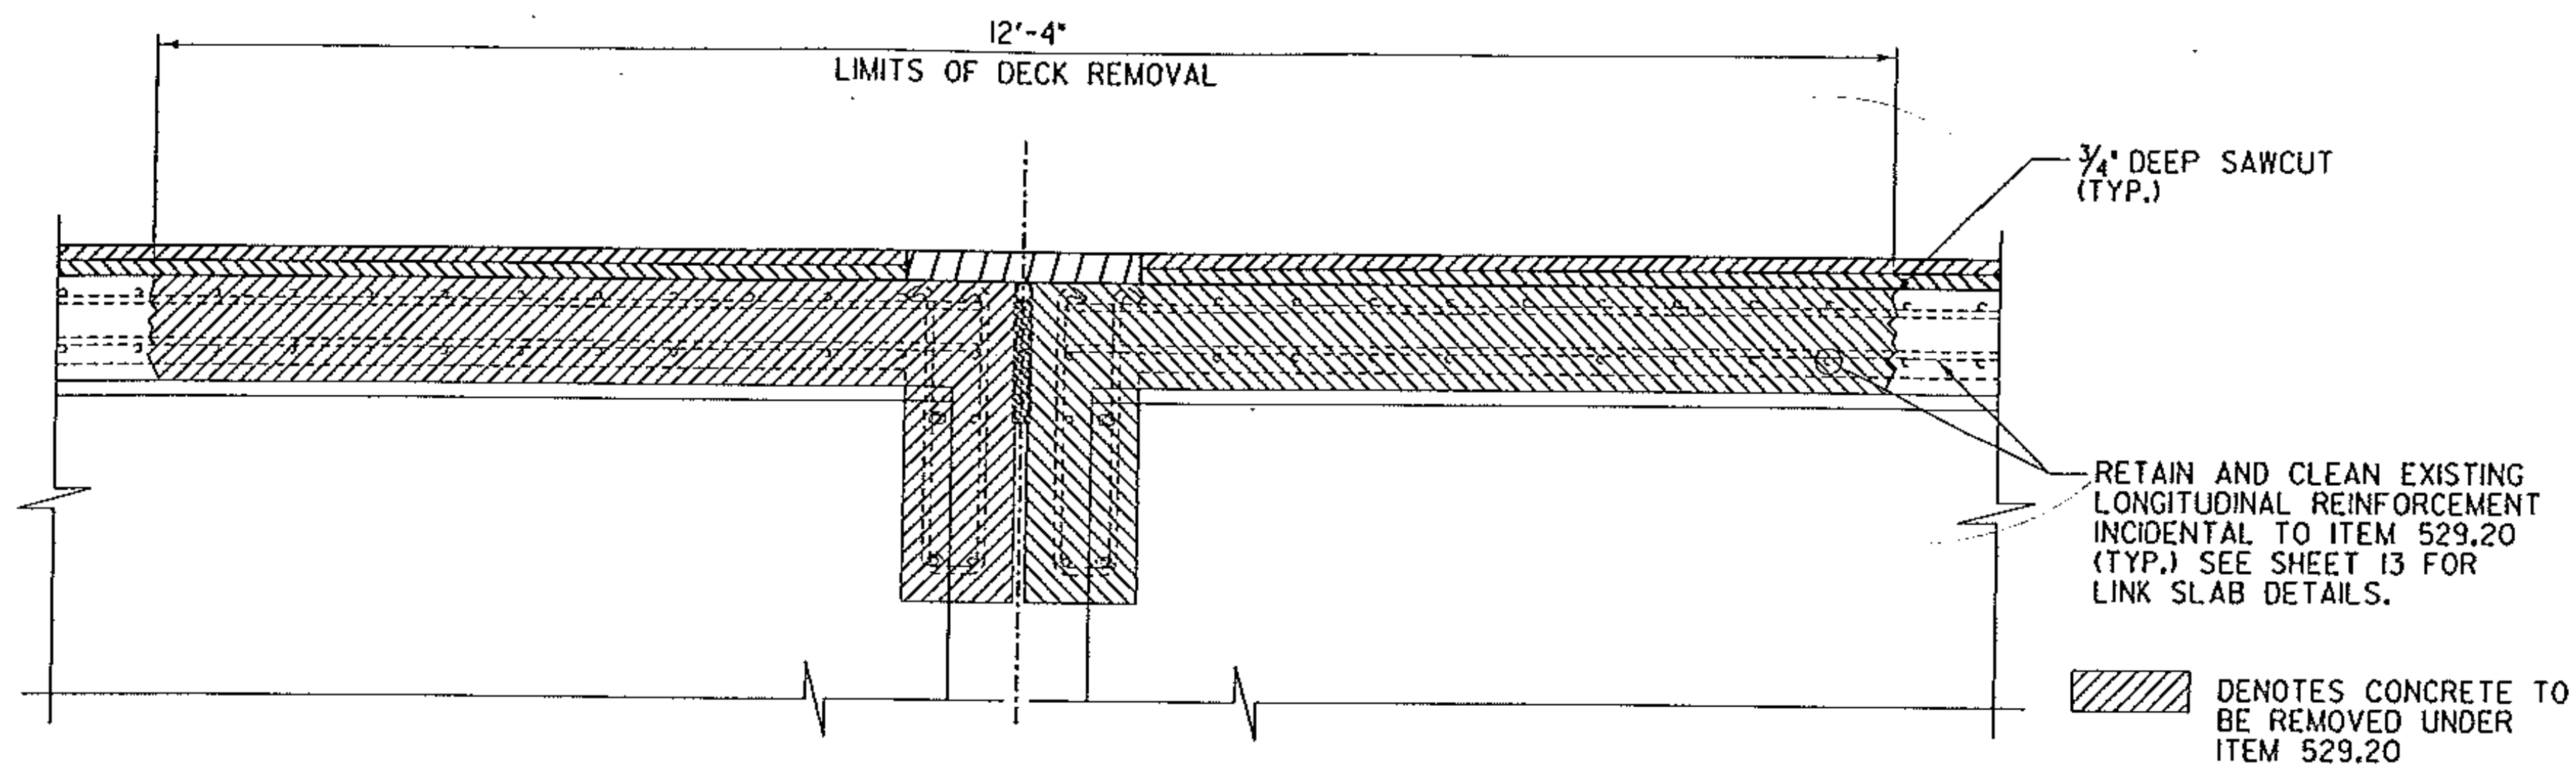 12'-4"
LIMITS OF DECK REMOVAL
3/4" DEEP SAWCUT
(TYP.)
RETAIN AND CLEAN EXISTING
LONGITUDINAL REINFORCEMENT
INCIDENTAL TO ITEM 529.20
(TYP.) SEE SHEET 13 FOR
LINK SLAB DETAILS.
DENOTES CONCRETE TO
BE REMOVED UNDER
ITEM 529.20